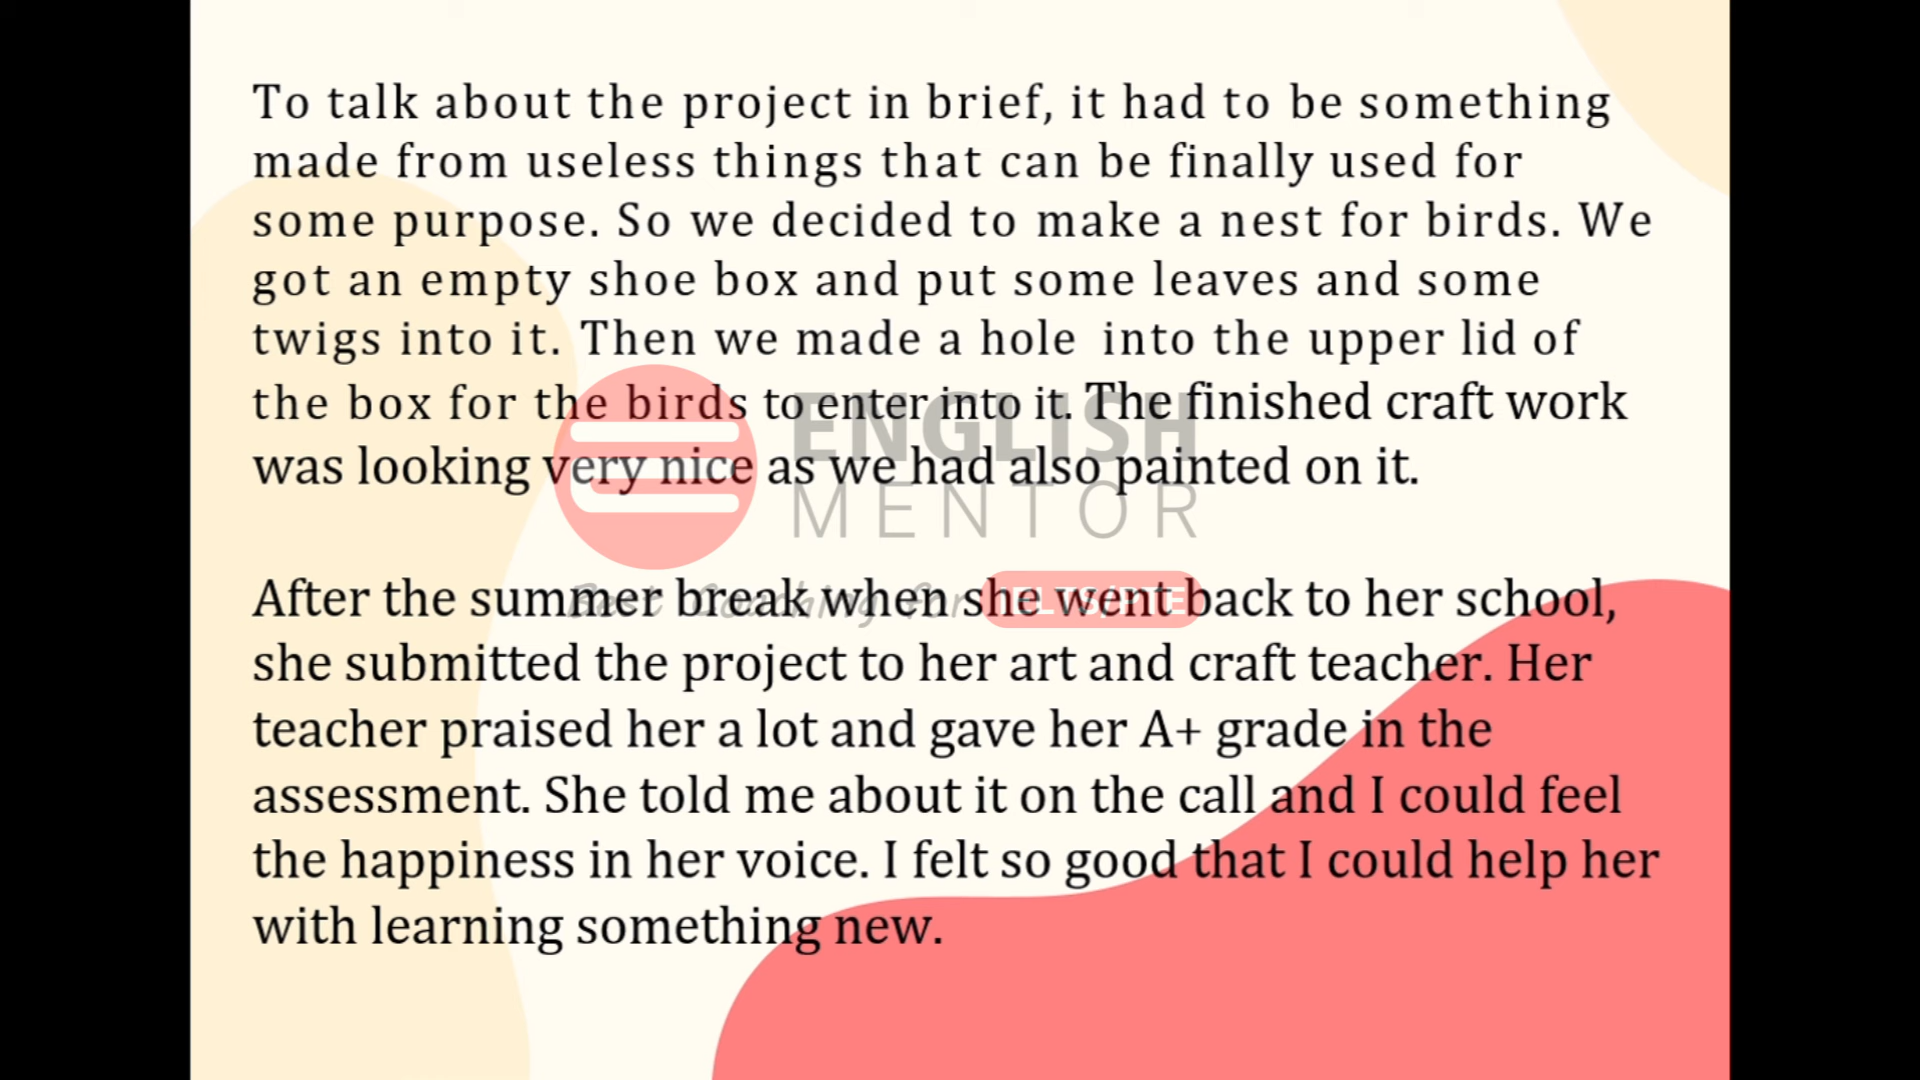 To talk about the project in brief, it had to be something
made from useless things that can be finally used for
some purpose. So we decided to make a nest for birds. We
got an empty shoe box and put some leaves and some
twigs into it. Then we made a hole into the upper lid of
the box for the birds to enter into it. The finished craft work
was looking very nice as we had also painted on it.
ENGLISH
MENTOR
Best Coaching for IELTS/PTE
After the summer break when she went back to her school,
she submitted the project to her art and craft teacher. Her
teacher praised her a lot and gave her A+ grade in the
assessment. She told me about it on the call and I could feel
the happiness in her voice. I felt so good that I could help her
with learning something new.